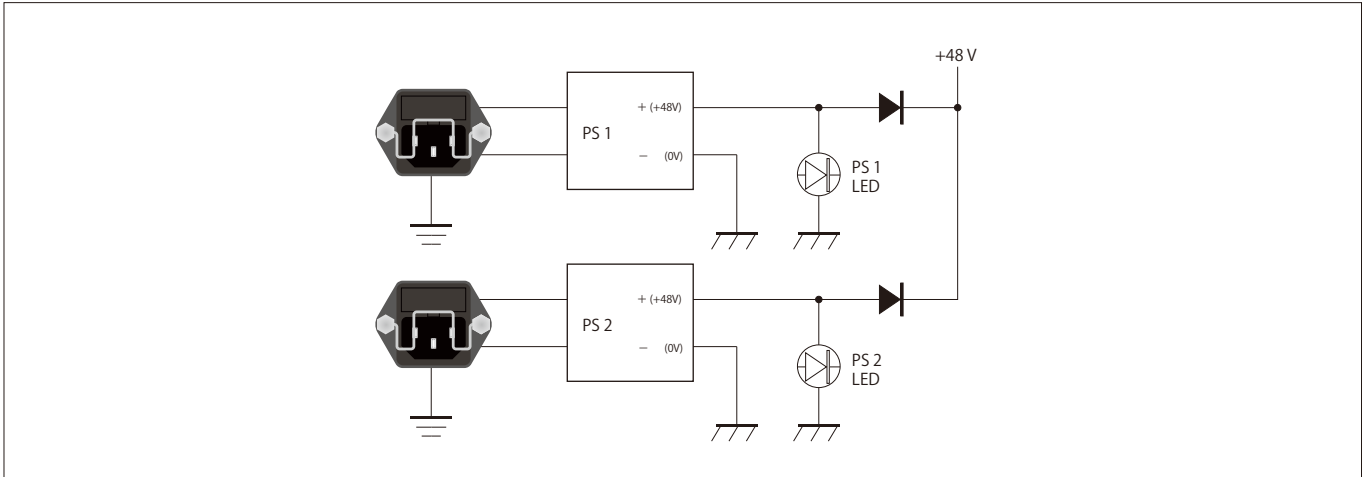 +48 V
+ (+48V)
PS 1
− (0V)
PS 1
LED
+ (+48V)
PS 2
− (0V)
PS 2
LED